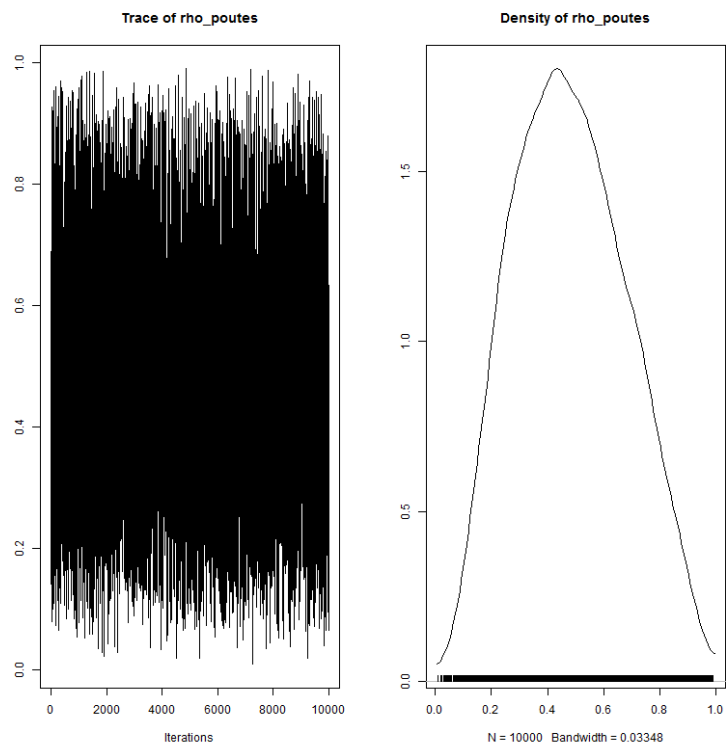 Trace of rho_poutes
1.0
0.8
0.6
0.4
0.2
0.0
0 2000 4000 6000 8000 10000
Iterations
Density of rho_poutes
1.5
1.0
0.5
0.0
0.0 0.2 0.4 0.6 0.8 1.0
N = 10000 Bandwidth = 0.03348